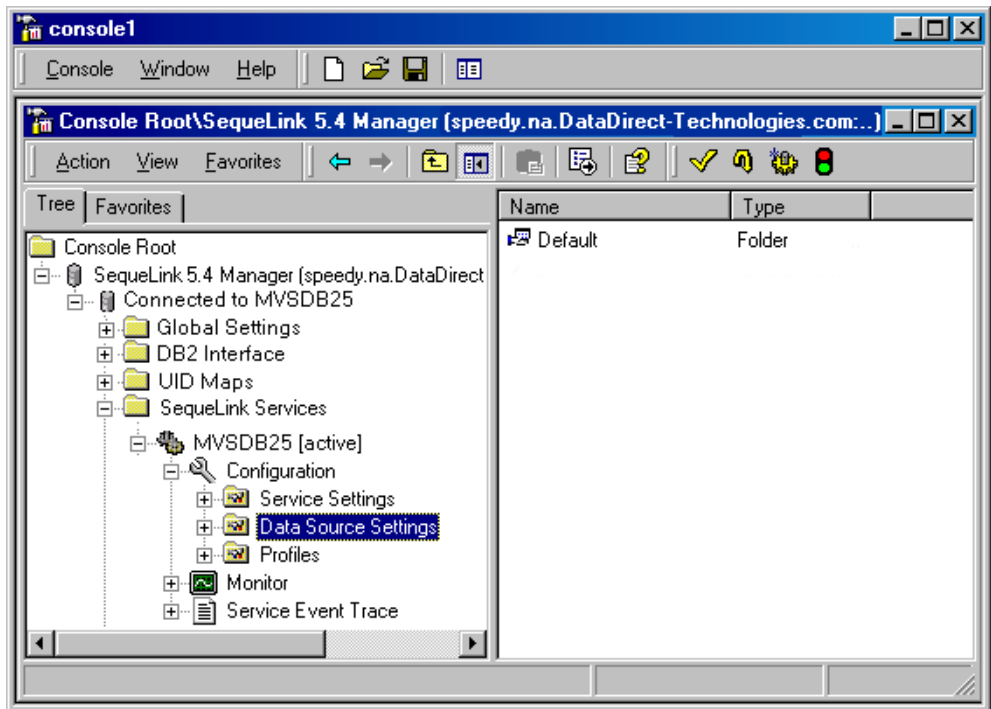 console1
Console Window Help
Console Root\SequeLink 5.4 Manager (speedy.na.DataDirect-Technologies.com:..)
Action View Favorites
Tree Favorites
Name Type
Console Root
SequeLink 5.4 Manager (speedy.na.DataDirect
Connected to MVSDB25
Global Settings
DB2 Interface
UID Maps
SequeLink Services
MVSDB25 [active]
Configuration
Service Settings
Data Source Settings
Profiles
Monitor
Service Event Trace
Default Folder